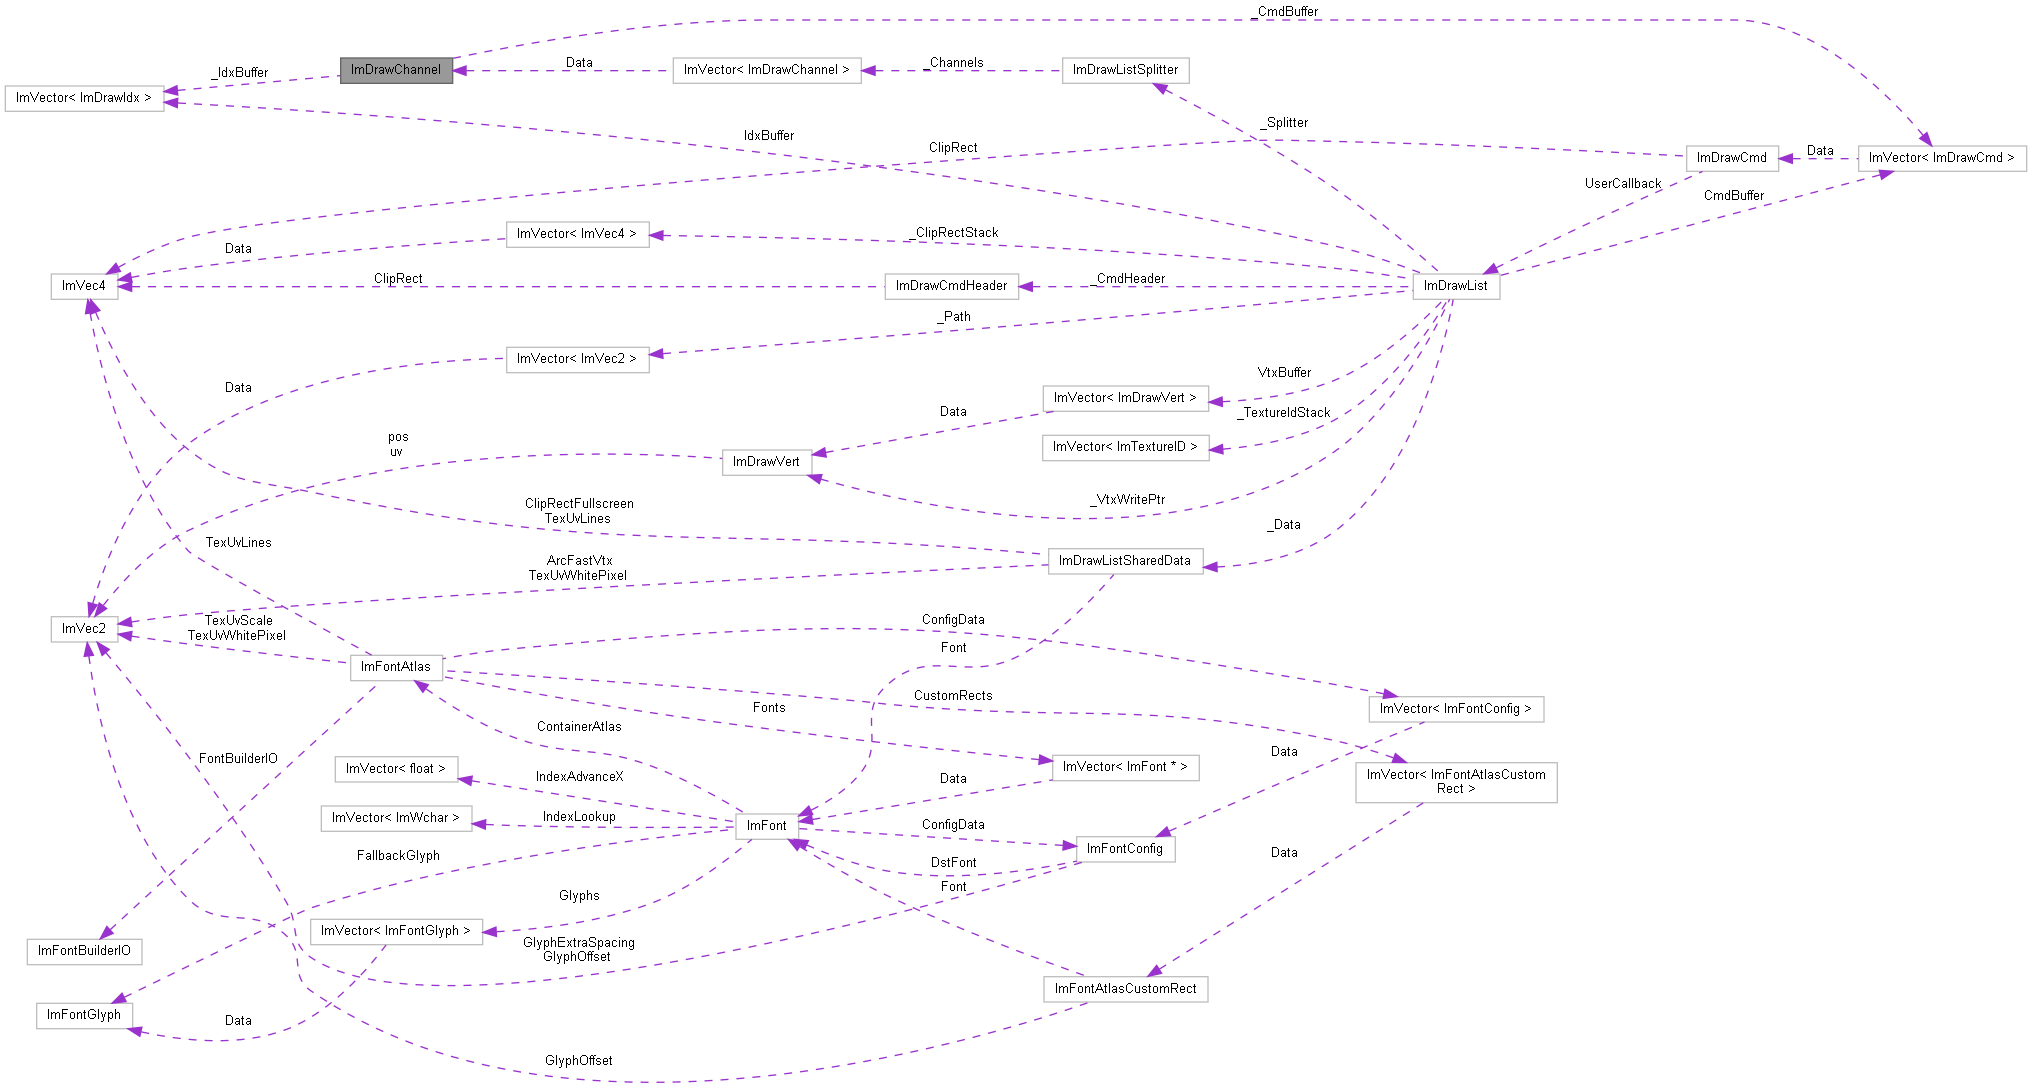 _CmdBuffer
ImDrawChannel
Data
ImVector< ImDrawChannel >
_Channels
ImDrawListSplitter
_IdxBuffer
ImVector< ImDrawIdx >
IdxBuffer
_Splitter
ClipRect
ImDrawCmd
Data
ImVector< ImDrawCmd >
UserCallback
CmdBuffer
ImVector< ImVec4 >
_ClipRectStack
Data
ImVec4
ClipRect
ImDrawCmdHeader
_CmdHeader
ImDrawList
_Path
ImVector< ImVec2 >
Data
VtxBuffer
ImVector< ImDrawVert >
Data
_TextureIdStack
pos
uv
ImVector< ImTextureID >
ImDrawVert
_VtxWritePtr
ClipRectFullscreen
TexUvLines
_Data
TexUvLines
ArcFastVtx
TexUvWhitePixel
ImDrawListSharedData
ImVec2
TexUvScale
TexUvWhitePixel
ConfigData
Font
ImFontAtlas
CustomRects
Fonts
ImVector< ImFontConfig >
ContainerAtlas
FontBuilderIO
ImVector< float >
IndexAdvanceX
Data
ImVector< ImFont * >
Data
ImVector< ImFontAtlasCustom
Rect >
ImVector< ImWchar >
IndexLookup
ImFont
ConfigData
ImFontConfig
FallbackGlyph
DstFont
Data
Font
Glyphs
ImVector< ImFontGlyph >
GlyphExtraSpacing
GlyphOffset
ImFontBuilderIO
ImFontAtlasCustomRect
ImFontGlyph
Data
GlyphOffset